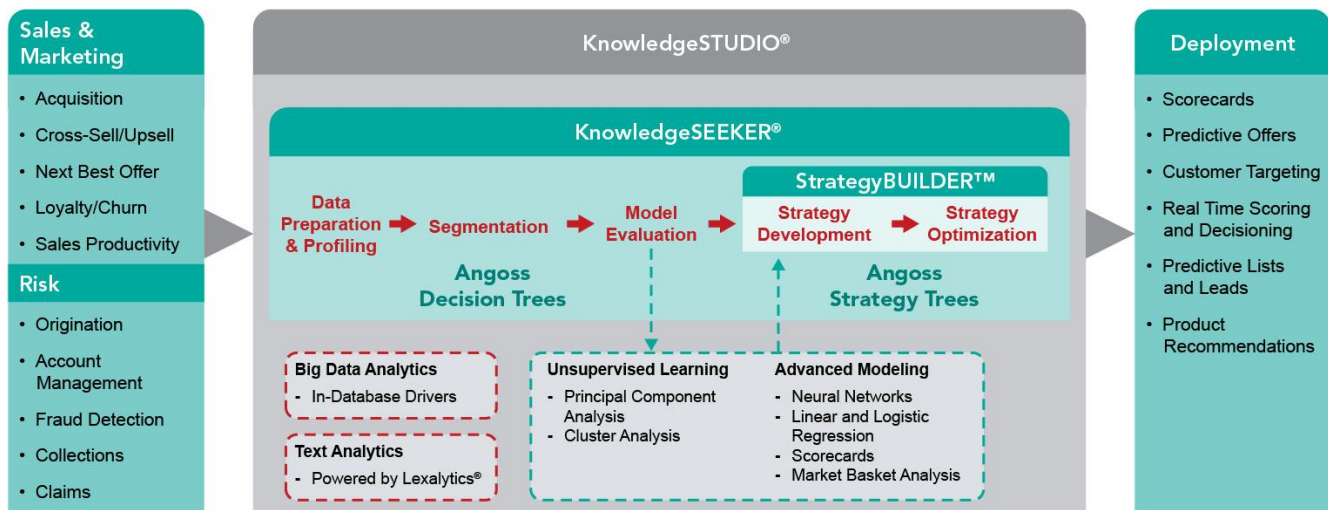 Sales &
Marketing
• Acquisition
• Cross-Sell/Upsell
• Next Best Offer
• Loyalty/Churn
• Sales Productivity
Risk
• Origination
• Account
Management
• Fraud Detection
• Collections
• Claims
KnowledgeSTUDIO®
KnowledgeSEEKER®
StrategyBUILDER™
Data
Preparation
& Profiling
Segmentation
Model
Evaluation
Strategy
Development
Strategy
Optimization
Angoss
Decision Trees
Angoss
Strategy Trees
Big Data Analytics
- In-Database Drivers
Text Analytics
- Powered by Lexalytics®
Unsupervised Learning
- Principal Component
Analysis
- Cluster Analysis
Advanced Modeling
- Neural Networks
- Linear and Logistic
Regression
- Scorecards
- Market Basket Analysis
Deployment
• Scorecards
• Predictive Offers
• Customer Targeting
• Real Time Scoring
and Decisioning
• Predictive Lists
and Leads
• Product
Recommendations